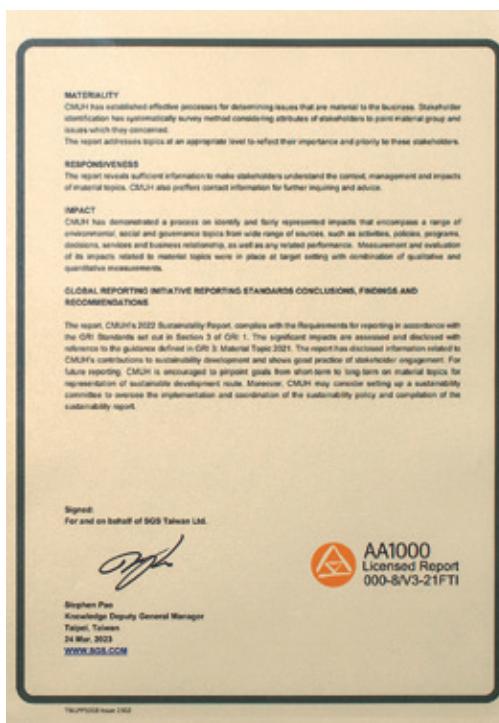 MATERIALITY
CMUH has established effective processes for determining issues that are material to the business. Stakeholder
identification has systematically survey method considering attributes of stakeholders to point material group and
issues which they concerned.
The report addresses topics at an appropriate level to reflect their importance and priority to these stakeholders.
RESPONSIVENESS
The report reveals sufficient information to make stakeholders understand the context, management and impacts
of material topics. CMUH also proffers contact information for further inquiring and advice.
IMPACT
CMUH has demonstrated a process on identify and fairly represented impacts that encompass a range of
environmental, social and governance topics from wide range of sources, such as activities, policies, programs,
decisions, services and business relationship, as well as any related performance. Measurement and evaluation
of its impacts related to material topics were in place at target setting with combination of qualitative and
quantitative measurements.
GLOBAL REPORTING INITIATIVE REPORTING STANDARDS CONCLUSIONS, FINDINGS AND
RECOMMENDATIONS
The report, CMUH's 2022 Sustainability Report, complies with the Requirements for reporting in accordance with
the GRI Standards set out in Section 3 of GRI 1. The significant impacts are assessed and disclosed with
reference to the guidance defined in GRI 3: Material Topic 2021. The report has disclosed information related to
CMUH's contributions to sustainability development and shows good practice of stakeholder engagement. For
future reporting, CMUH is encouraged to pinpoint goals from short-term to long-term on material topics for
representation of sustainable development route. Moreover, CMUH may consider setting up a sustainability
committee to oversee the implementation and coordination of the sustainability policy and compilation of the
sustainability report.
Signed:
For and on behalf of SGS Taiwan Ltd.
Stephen Pao
Knowledge Deputy General Manager
Taipei, Taiwan
24 Mar, 2023
WWW.SGS.COM
AA1000
Licensed Report
000-8/V3-21FTI
Issue 2302